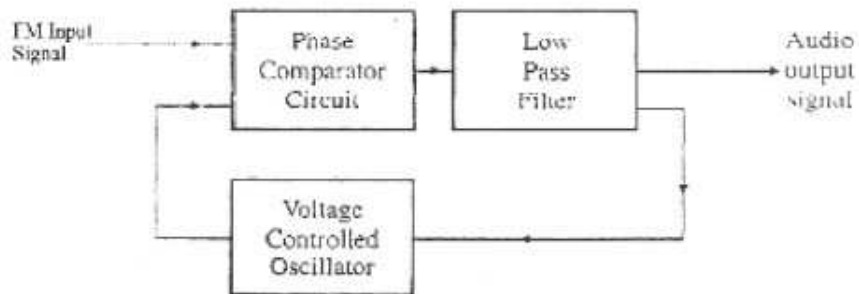 FM Input
Signal
Phase
Comparator
Circuit
Low
Pass
Filter
Audio
output
signal
Voltage
Controlled
Oscillator